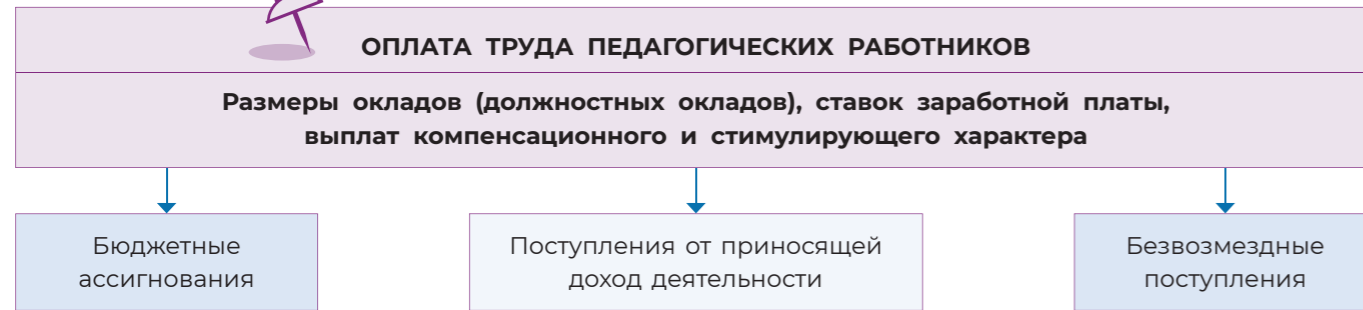 ОПЛАТА ТРУДА ПЕДАГОГИЧЕСКИХ РАБОТНИКОВ
Размеры окладов (должностных окладов), ставок заработной платы,
выплат компенсационного и стимулирующего характера
Бюджетные
ассигнования
Поступления от приносящей
доход деятельности
Безвозмездные
поступления